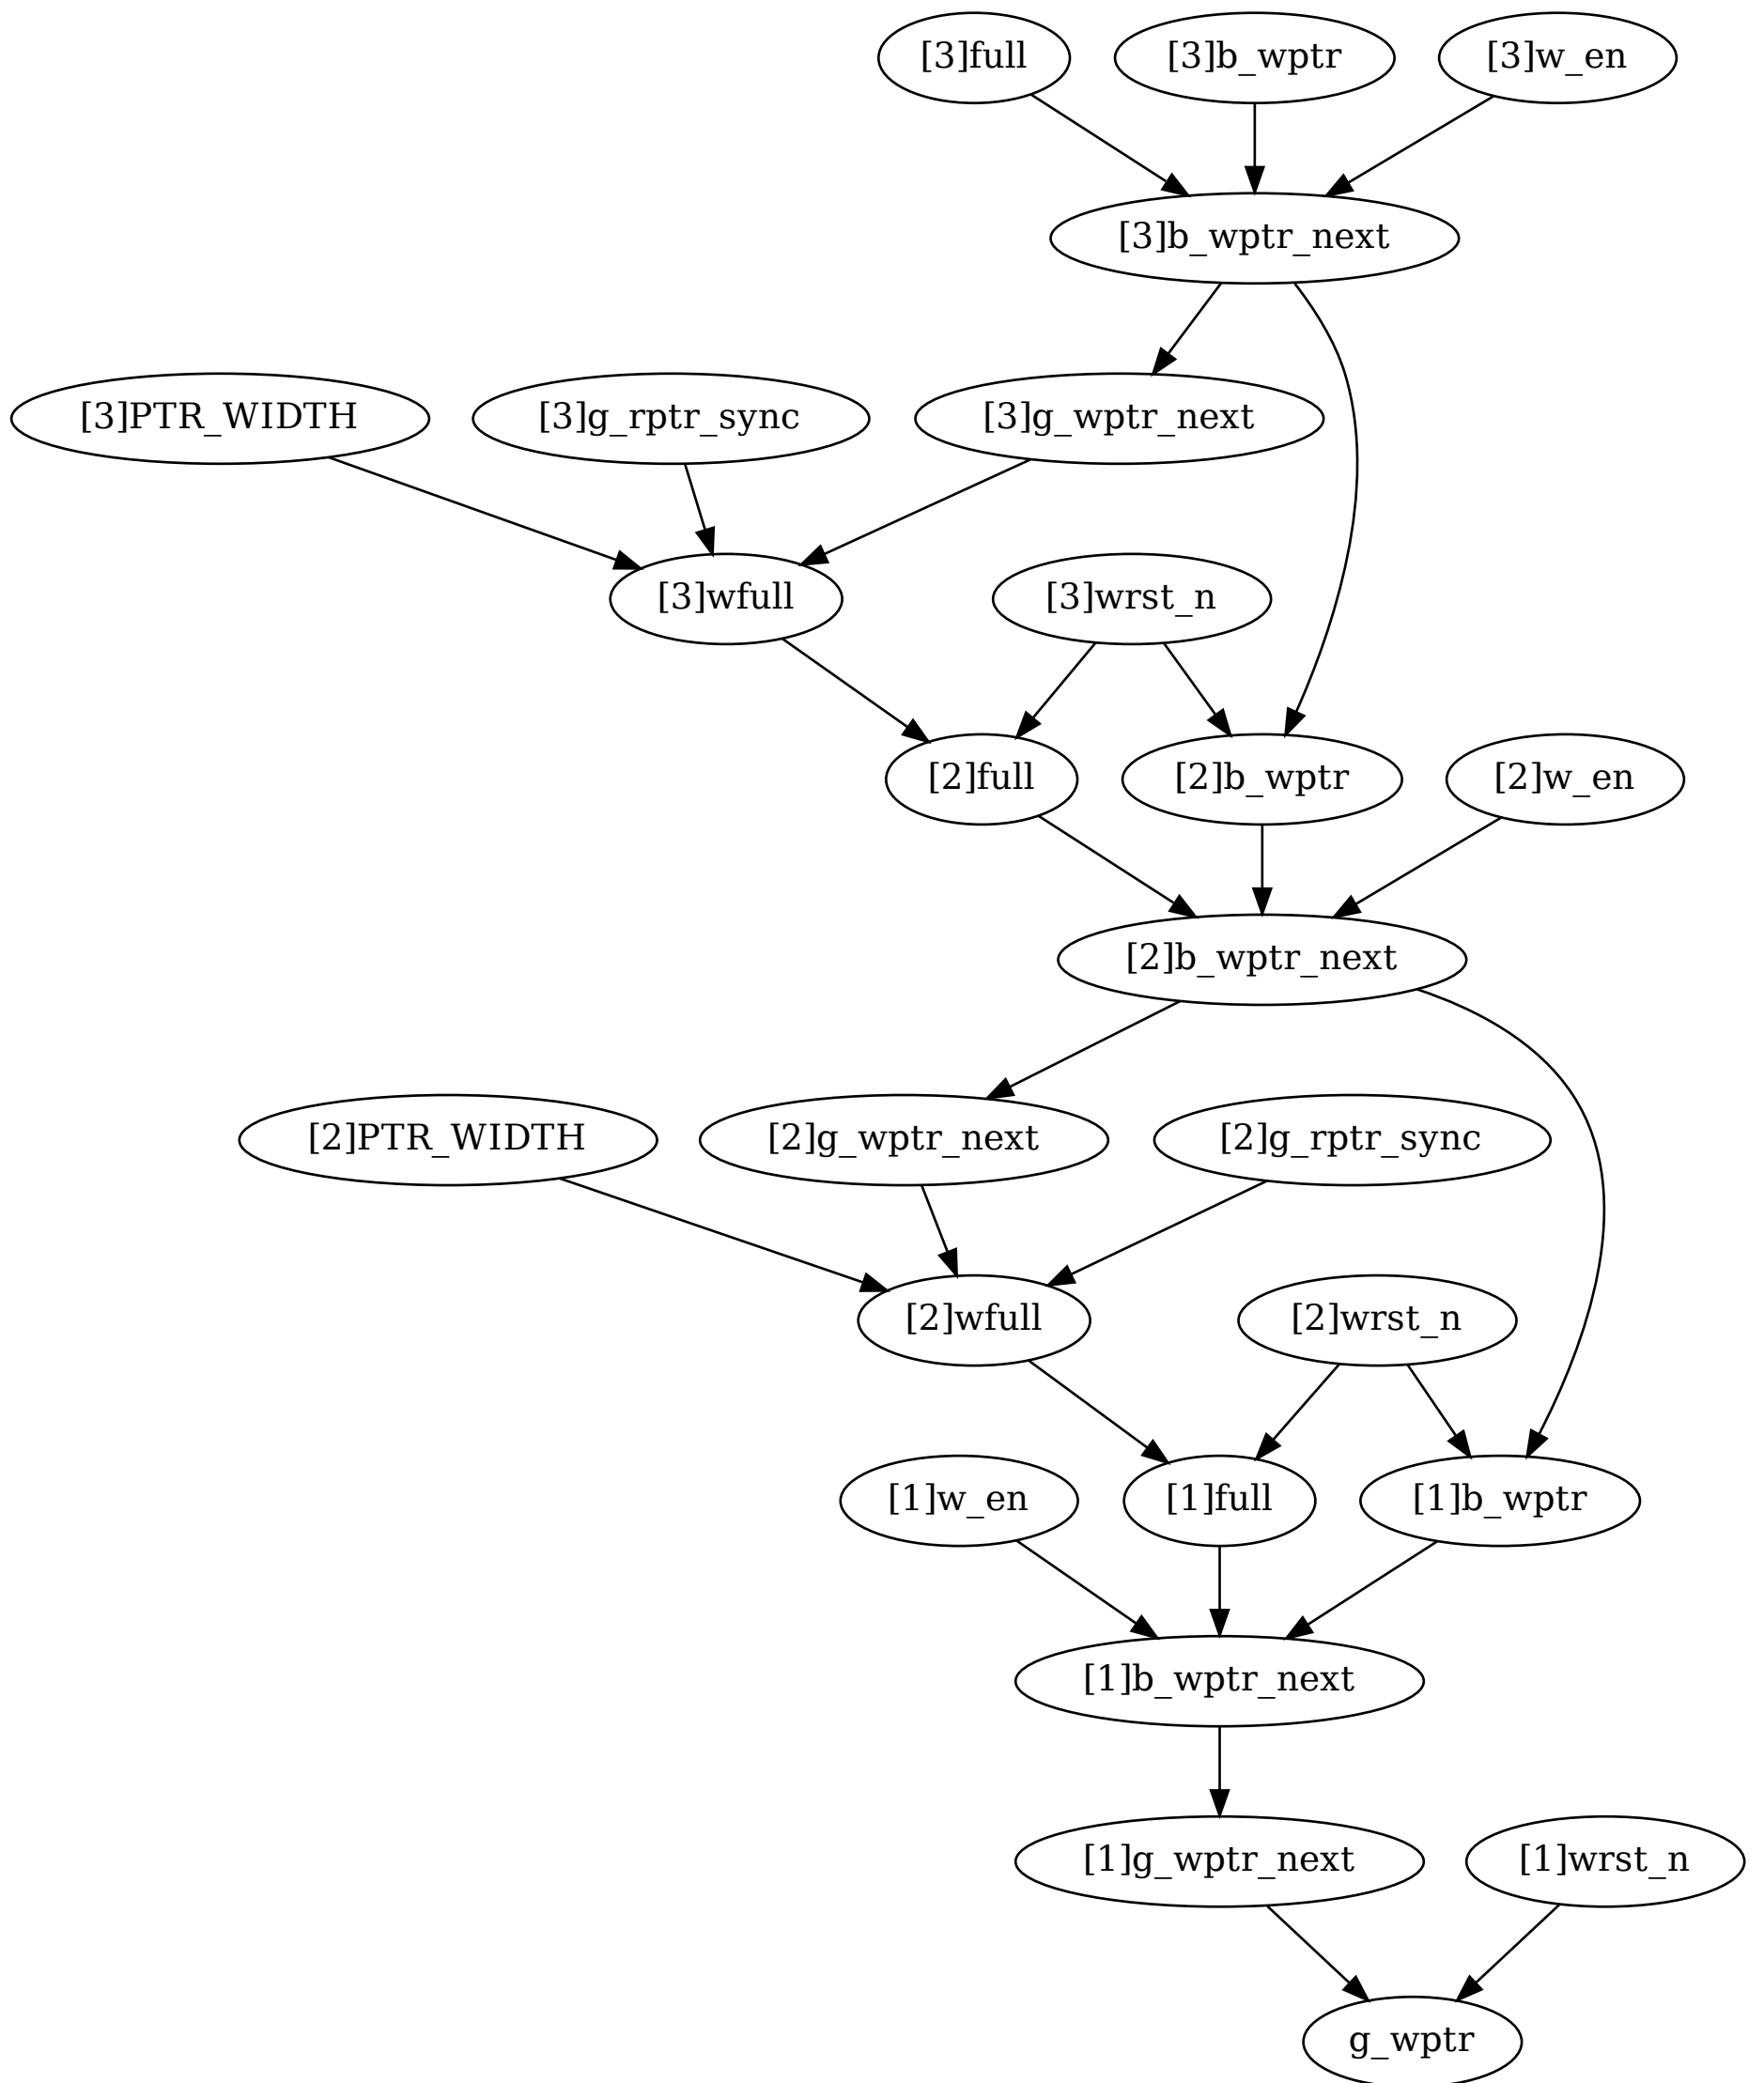 [3]full
[3]b_wptr
[3]w_en
[3]b_wptr_next
[3]PTR_WIDTH
[3]g_rptr_sync
[3]g_wptr_next
[3]wfull
[3]wrst_n
[2]full
[2]b_wptr
[2]w_en
[2]b_wptr_next
[2]PTR_WIDTH
[2]g_wptr_next
[2]g_rptr_sync
[2]wfull
[2]wrst_n
[1]w_en
[1]full
[1]b_wptr
[1]b_wptr_next
[1]g_wptr_next
[1]wrst_n
g_wptr